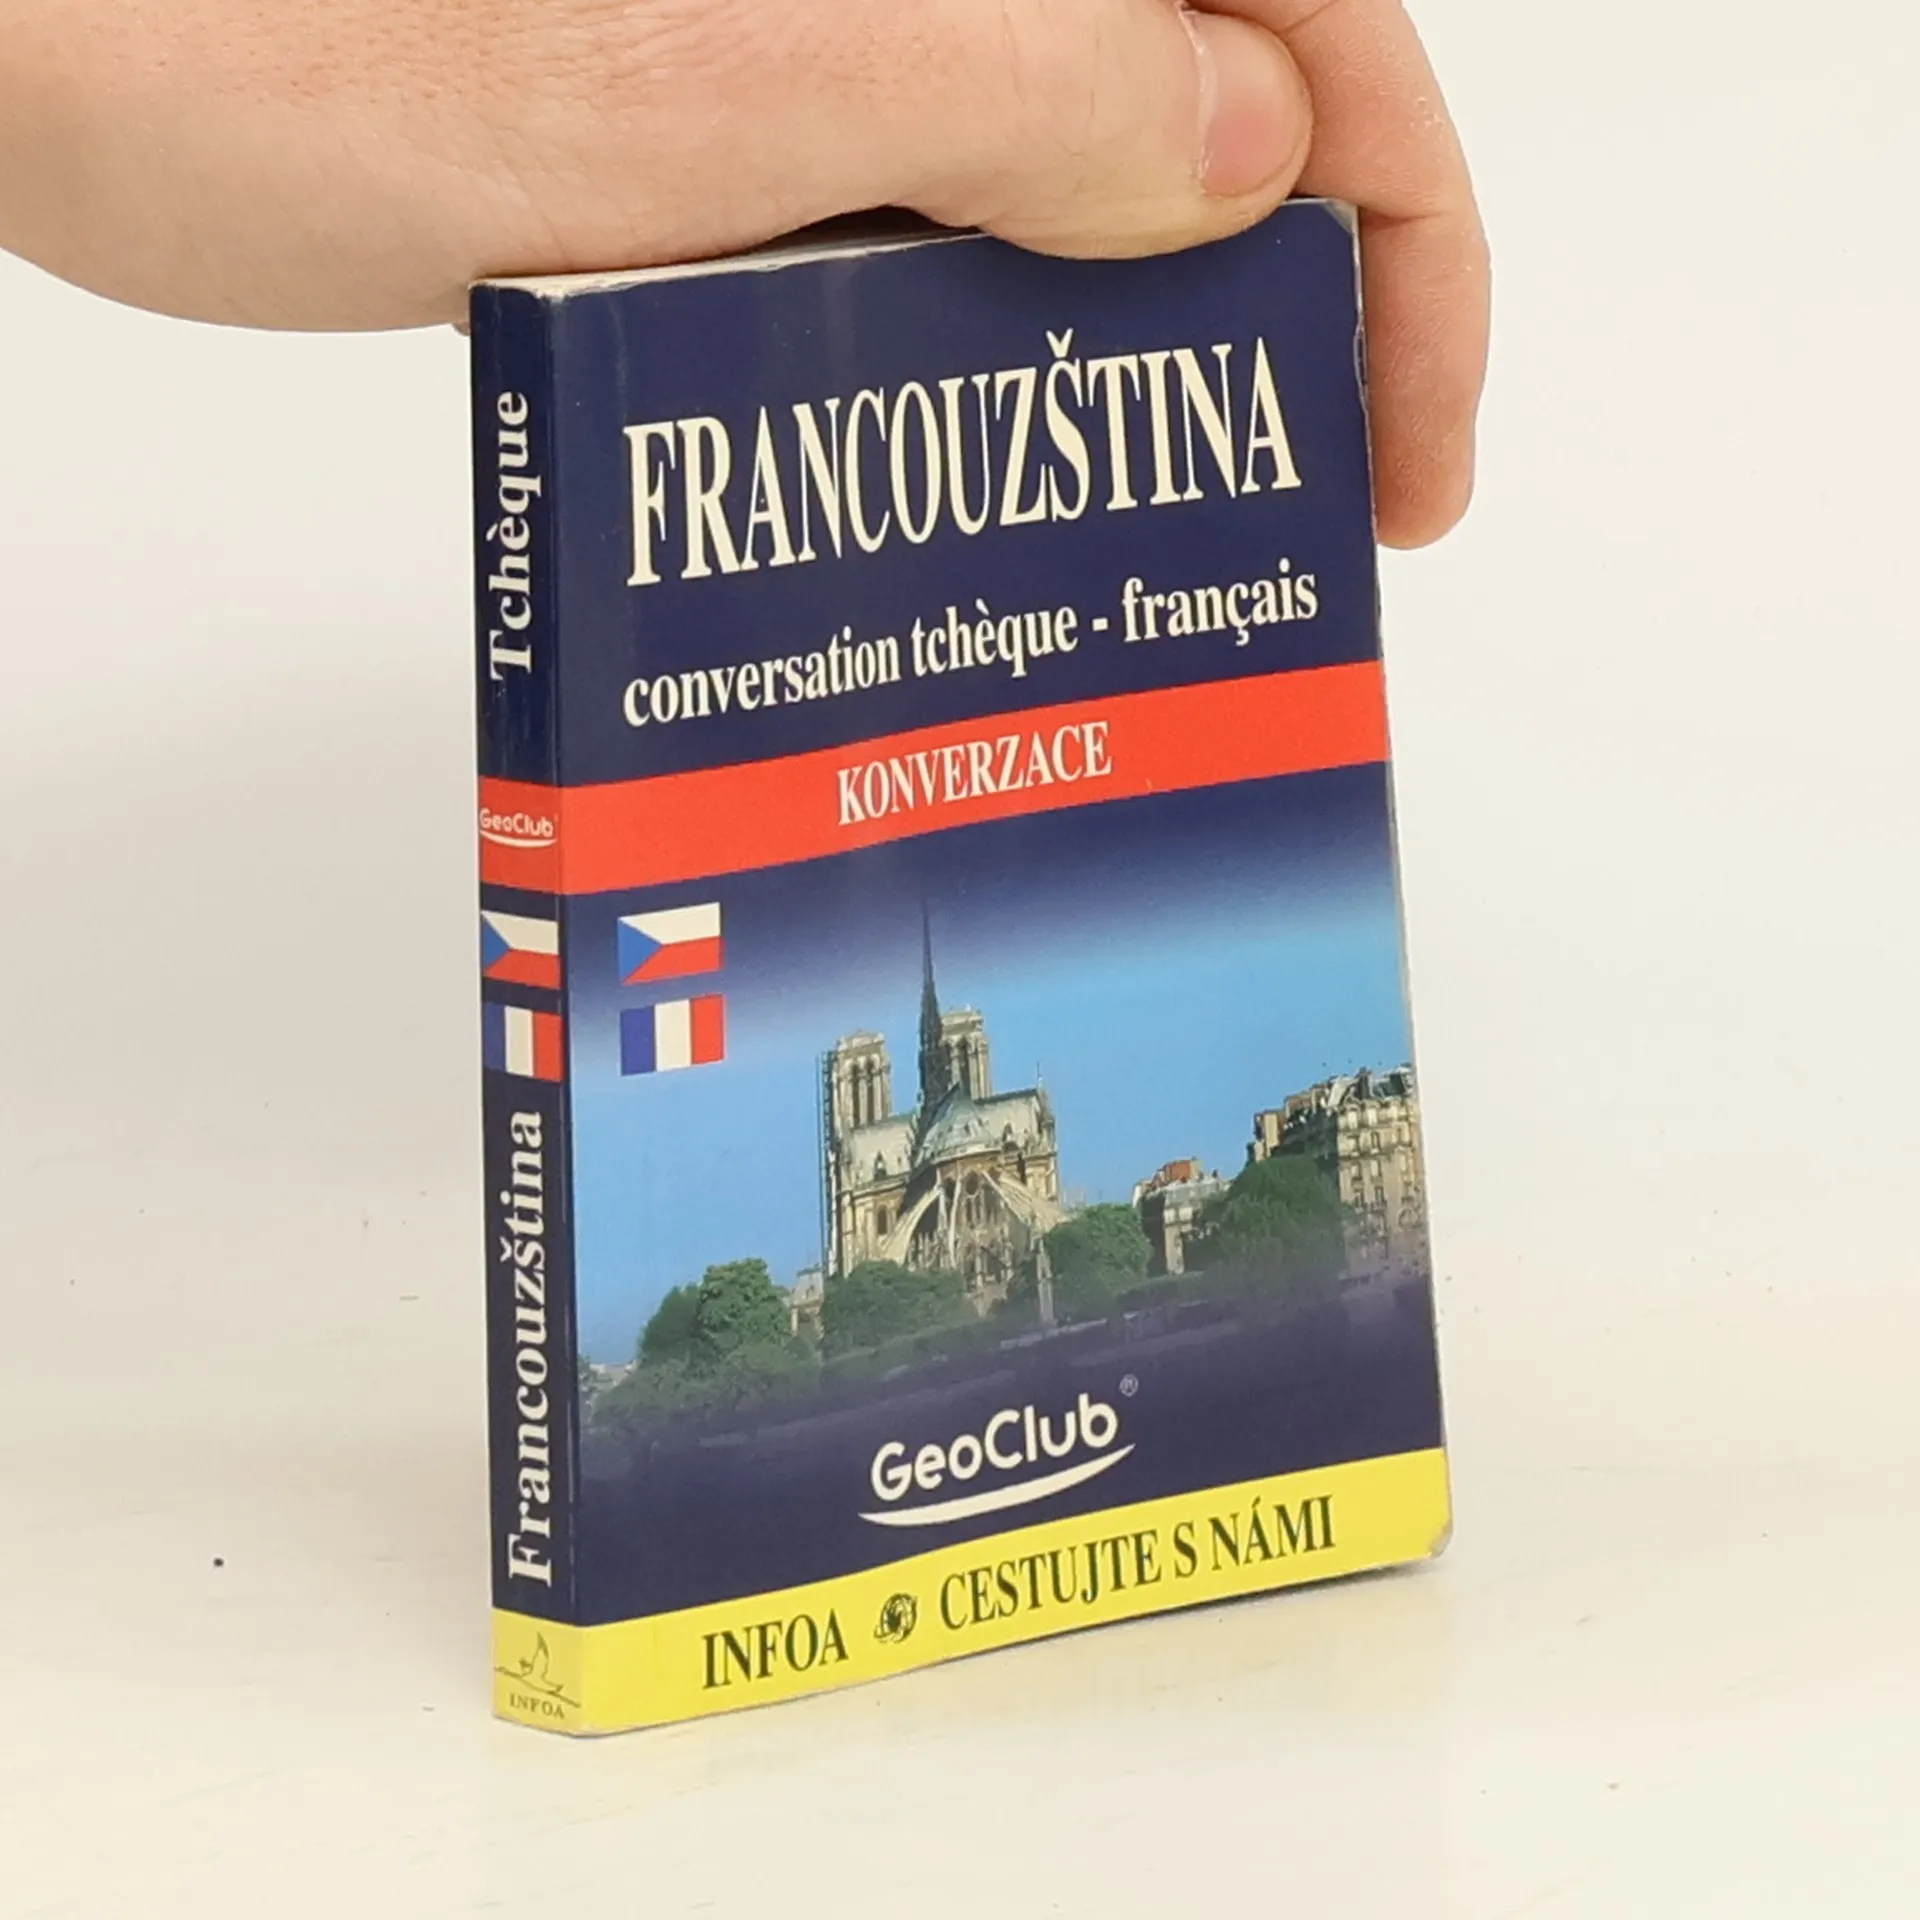 FRANCOUZŠTINA
conversation tchèque - français
KONVERZACE
GeoClub®
INFOA CESTUJTE S NÁMI
Tchèque
GeoClub
Francouzština
INFOA